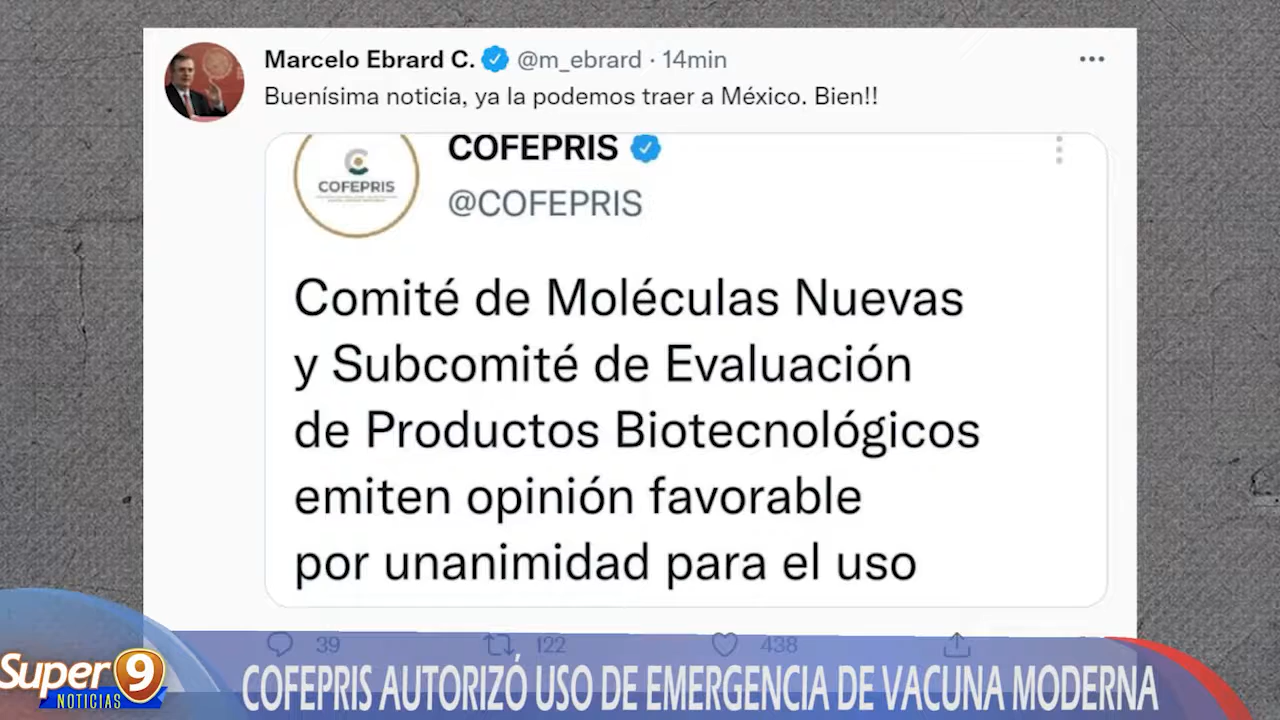 Marcelo Ebrard C. @m_ebrard · 14min
Buenísima noticia, ya la podemos traer a México. Bien!!
COFEPRIS
COFEPRIS
@COFEPRIS
Comité de Moléculas Nuevas
y Subcomité de Evaluación
de Productos Biotecnológicos
emiten opinión favorable
por unanimidad para el uso
39 122 438
Super 9
NOTICIAS
COFEPRIS AUTORIZÓ USO DE EMERGENCIA DE VACUNA MODERNA